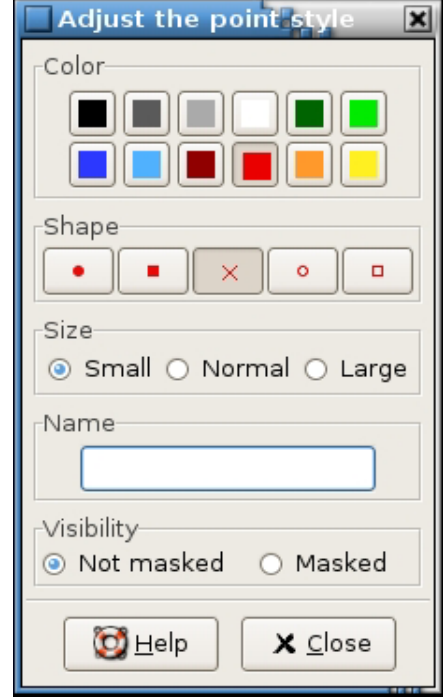 Adjust the point style
Color
Shape
Size
Small Normal Large
Name
Visibility
Not masked Masked
Help Close